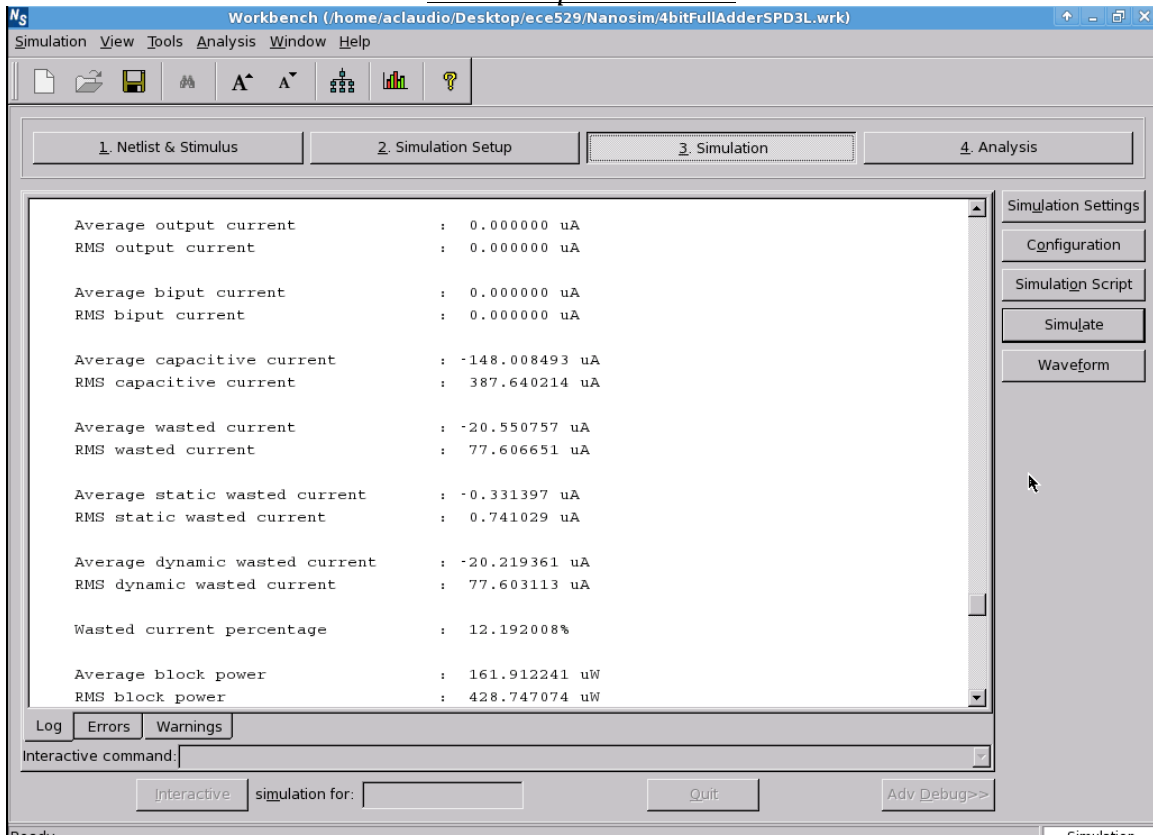 NS
Workbench (/home/aclaudio/Desktop/ece529/Nanosim/4bitFullAdderSPD3L.wrk)
Simulation View Tools Analysis Window Help
A A ?
1. Netlist & Stimulus 2. Simulation Setup 3. Simulation 4. Analysis
Average output current : 0.000000 uA
RMS output current : 0.000000 uA
Average biput current : 0.000000 uA
RMS biput current : 0.000000 uA
Average capacitive current : -148.008493 uA
RMS capacitive current : 387.640214 uA
Average wasted current : -20.550757 uA
RMS wasted current : 77.606651 uA
Average static wasted current : -0.331397 uA
RMS static wasted current : 0.741029 uA
Average dynamic wasted current : -20.219361 uA
RMS dynamic wasted current : 77.603113 uA
Wasted current percentage : 12.192008%
Average block power : 161.912241 uW
RMS block power : 428.747074 uW
Simulation Settings
Configuration
Simulation Script
Simulate
Waveform
Log Errors Warnings
Interactive command:
Interactive simulation for: Quit Adv Debug>>
Ready Simulation